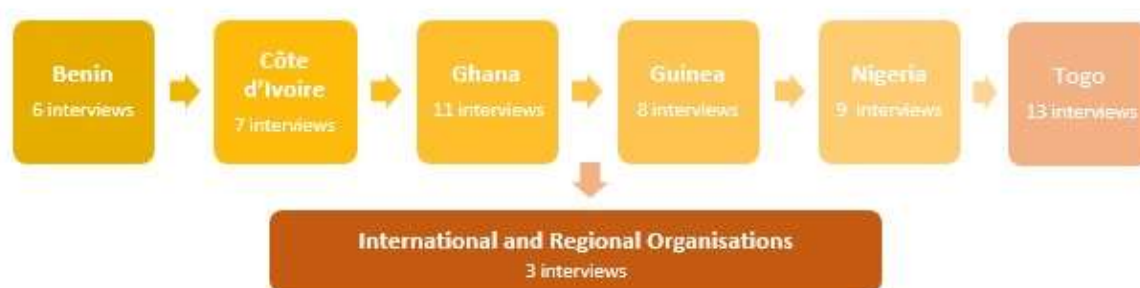 Benin
6 interviews
Côte
d'Ivoire
7 interviews
Ghana
11 interviews
Guinea
8 interviews
Nigeria
9 interviews
Togo
13 interviews
International and Regional Organisations
3 interviews